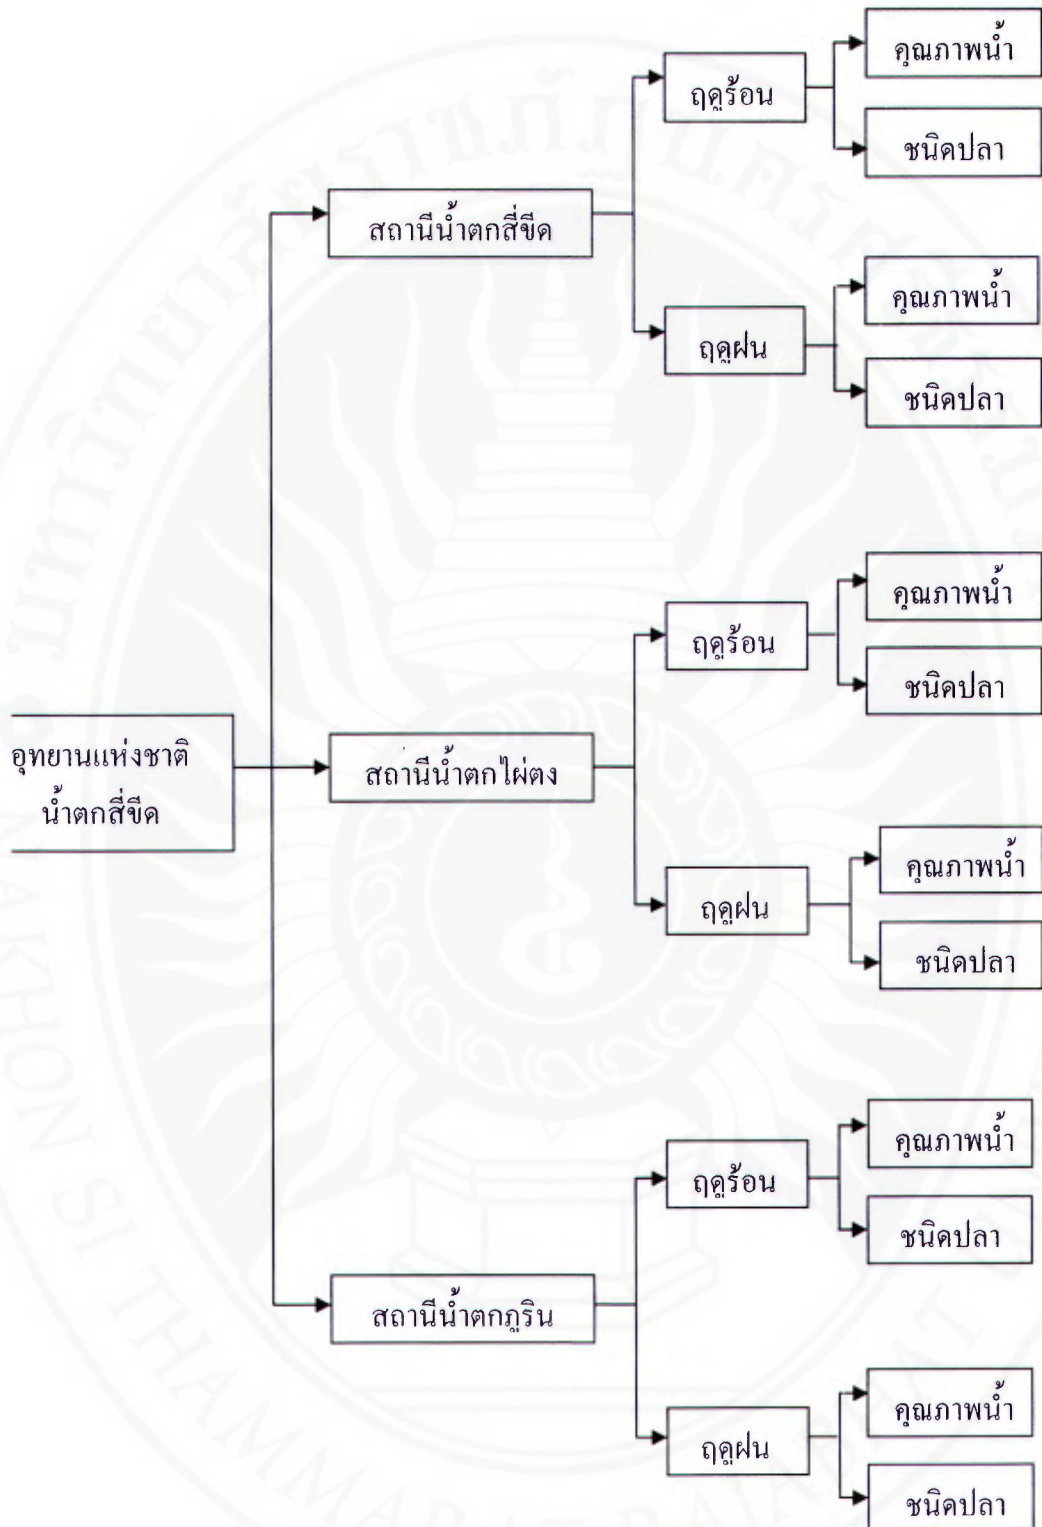 อุทยานแห่งชาติ
น้ำตกสี่ขีด
สถานีน้ำตกสี่ขีด
ฤดูร้อน
คุณภาพน้ำ
ชนิดปลา
ฤดูฝน
คุณภาพน้ำ
ชนิดปลา
สถานีน้ำตกไผ่ตง
ฤดูร้อน
คุณภาพน้ำ
ชนิดปลา
ฤดูฝน
คุณภาพน้ำ
ชนิดปลา
สถานีน้ำตกภูริน
ฤดูร้อน
คุณภาพน้ำ
ชนิดปลา
ฤดูฝน
คุณภาพน้ำ
ชนิดปลา
NAKHON SI THAMMARAT RAJABHAT